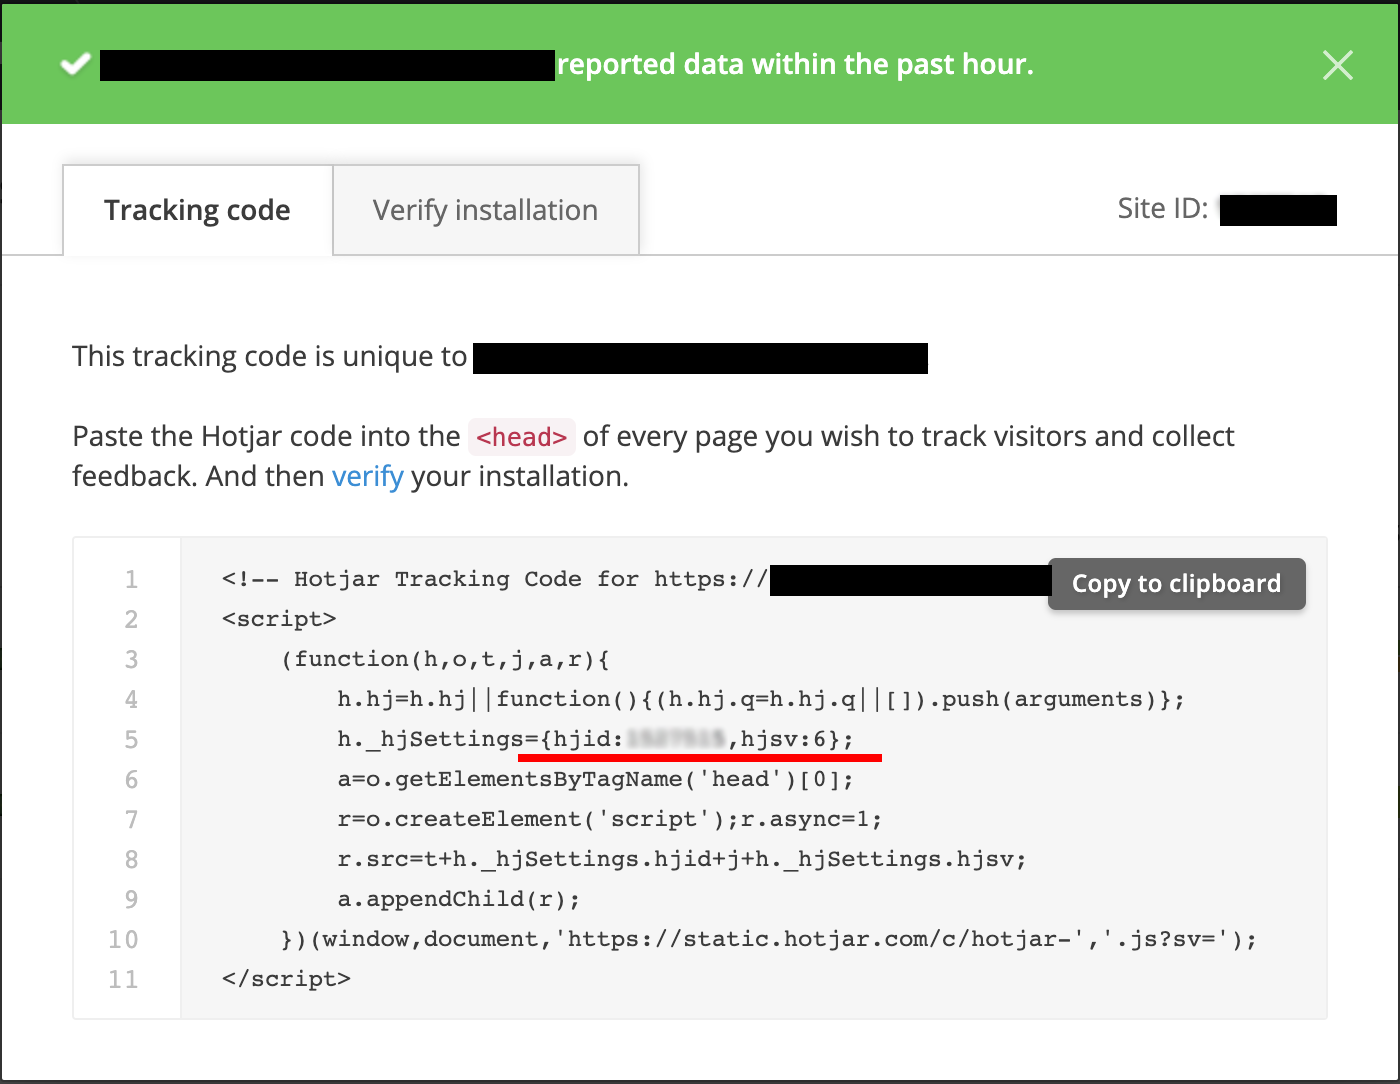 reported data within the past hour.
Tracking code
Verify installation
Site ID:
This tracking code is unique to
Paste the Hotjar code into the <head> of every page you wish to track visitors and collect
feedback. And then verify your installation.
Copy to clipboard
1 <!-- Hotjar Tracking Code for https://
2 <script>
3 (function(h,o,t,j,a,r){
4 h.hj=h.hj||function(){(h.hj.q=h.hj.q||[]).push(arguments)};
5 h._hjSettings={hjid: ,hjsv:6};
6 a=o.getElementsByTagName('head')[0];
7 r=o.createElement('script');r.async=1;
8 r.src=t+h._hjSettings.hjid+j+h._hjSettings.hjsv;
9 a.appendChild(r);
10 })(window,document,'https://static.hotjar.com/c/hotjar-','.js?sv=');
11 </script>